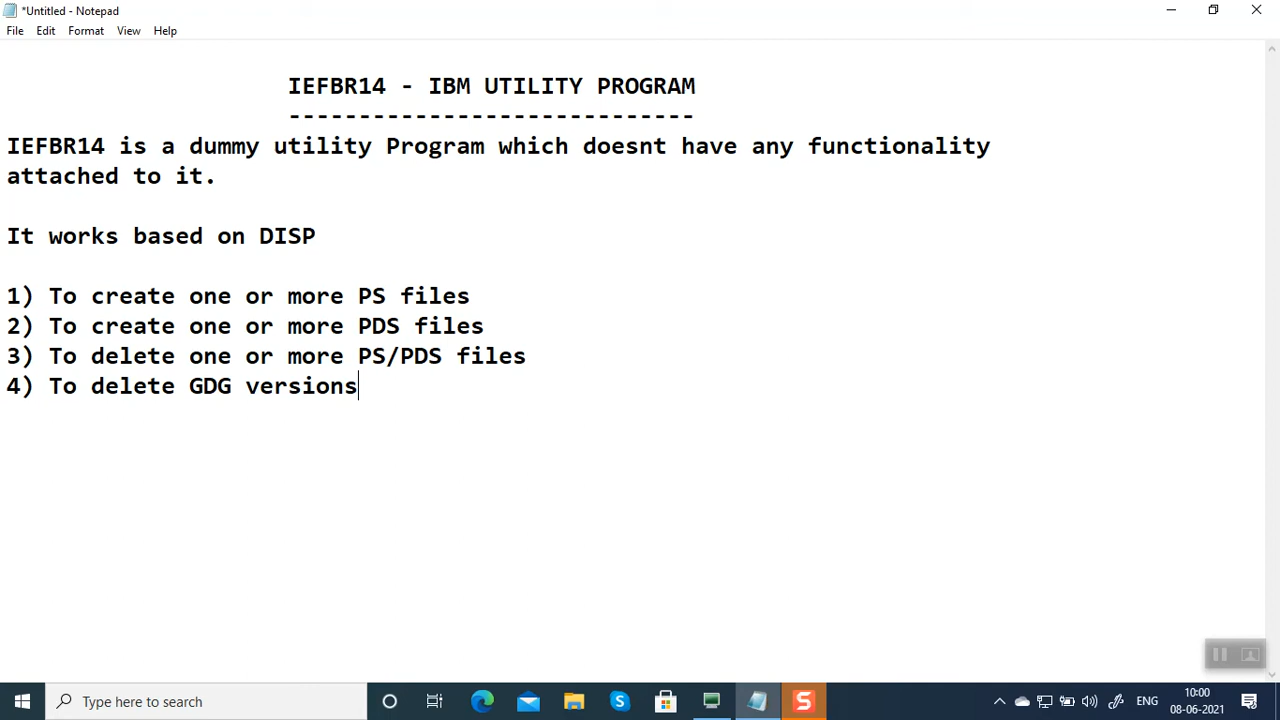 *Untitled - Notepad
File Edit Format View Help
IEFBR14 - IBM UTILITY PROGRAM
-----------------------------
IEFBR14 is a dummy utility Program which doesnt have any functionality
attached to it.
It works based on DISP
1) To create one or more PS files
2) To create one or more PDS files
3) To delete one or more PS/PDS files
4) To delete GDG versions
Type here to search
S
S
ENG
10:00
08-06-2021